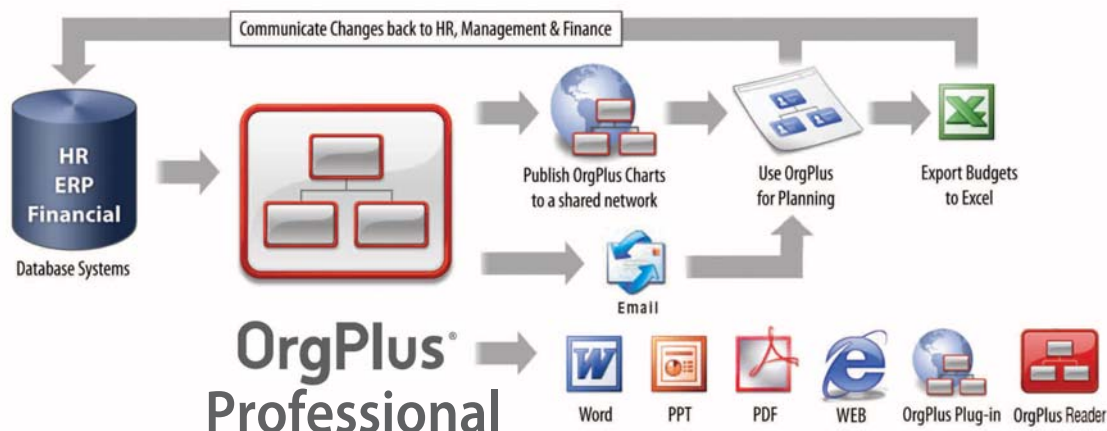 Communicate Changes back to HR, Management & Finance
HR
ERP
Financial
Database Systems
Publish OrgPlus Charts
to a shared network
Use OrgPlus
for Planning
Export Budgets
to Excel
Email
OrgPlus®
Professional
Word
PPT
PDF
WEB
OrgPlus Plug-in
OrgPlus Reader